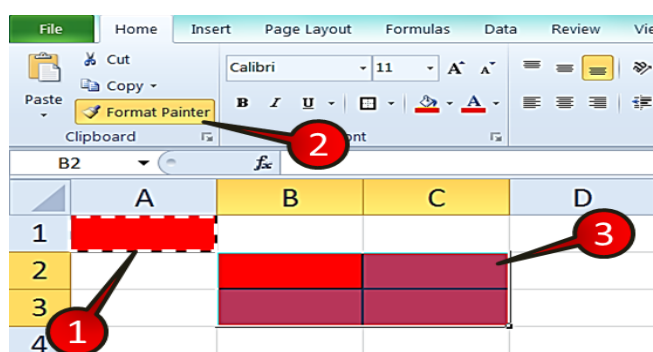 File Home Insert Page Layout Formulas Data Review
Cut
Calibri 11 A A
Copy
Paste
Format Painter
B I U A
Clipboard
2
B2 fx
A B C D
1
3
2
3
1
4